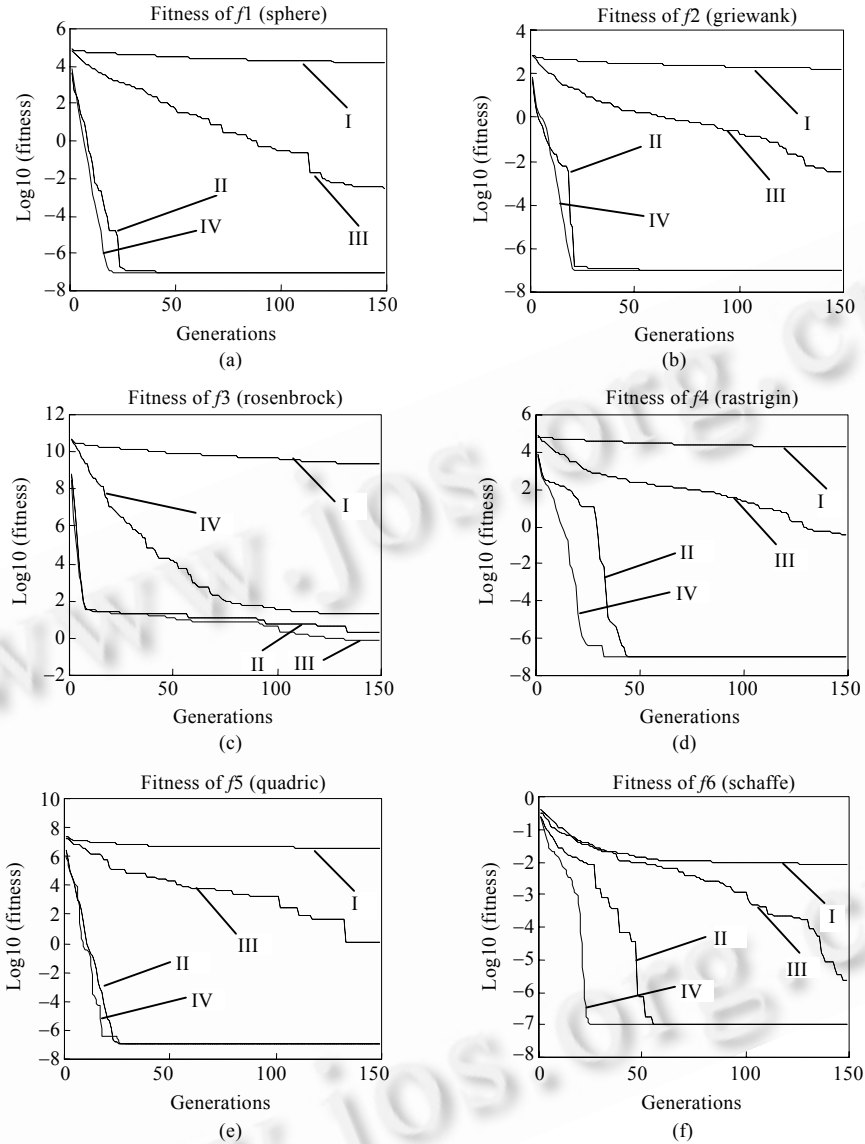 Fitness of f1 (sphere)
6
4
2
0
−2
−4
−6
−8
Log10 (fitness)
I
II
III
IV
0
50
100
150
Generations
(a)
Fitness of f2 (griewank)
4
2
0
−2
−4
−6
−8
Log10 (fitness)
I
II
III
IV
0
50
100
150
Generations
(b)
Fitness of f3 (rosenbrock)
12
10
8
6
4
2
0
−2
Log10 (fitness)
I
IV
II
III
0
50
100
150
Generations
(c)
Fitness of f4 (rastrigin)
6
4
2
0
−2
−4
−6
−8
Log10 (fitness)
I
II
III
IV
0
50
100
150
Generations
(d)
Fitness of f5 (quadric)
10
8
6
4
2
0
−2
−4
−6
−8
Log10 (fitness)
I
III
II
IV
0
50
100
150
Generations
(e)
Fitness of f6 (schaffe)
0
−1
−2
−3
−4
−5
−6
−7
−8
Log10 (fitness)
I
II
III
IV
0
50
100
150
Generations
(f)
www.jos.org.c
www.jos.org.c